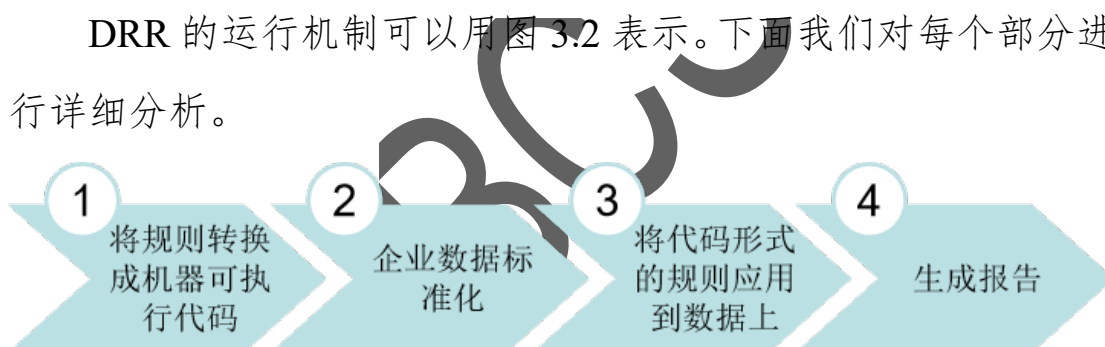 DRR 的运行机制可以用图 3.2 表示。下面我们对每个部分进
行详细分析。
1
将规则转换
成机器可执
行代码
2
企业数据标
准化
3
将代码形式
的规则应用
到数据上
4
生成报告